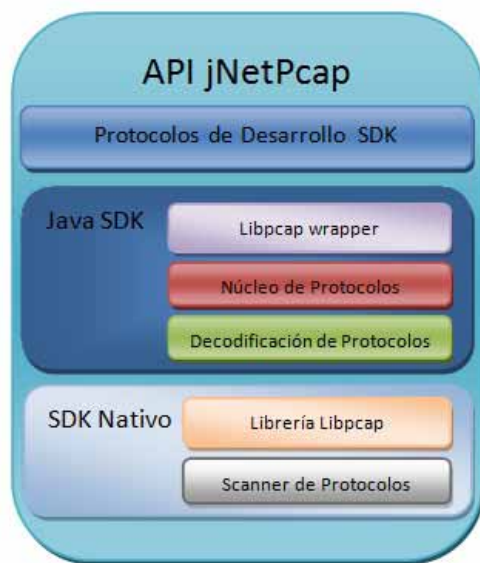 API jNetPcap
Protocolos de Desarrollo SDK
Java SDK
Libpcap wrapper
Núcleo de Protocolos
Decodificación de Protocolos
SDK Nativo
Librería Libpcap
Scanner de Protocolos